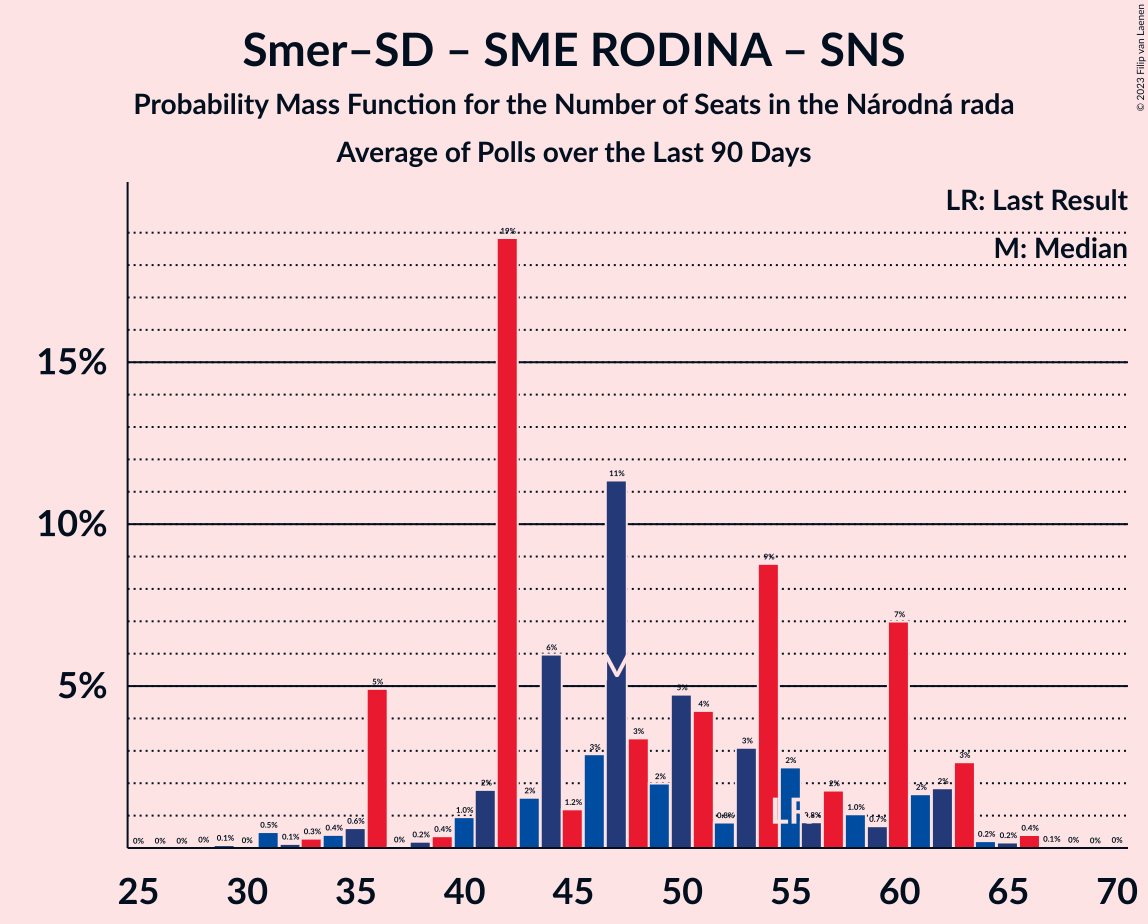 Smer–SD – SME RODINA – SNS
Probability Mass Function for the Number of Seats in the Národná rada
Average of Polls over the Last 90 Days
© 2023 Filip van Laenen
LR: Last Result
M: Median
15%
10%
5%
0% 0% 0% 0% 0.1% 0% 0.5% 0.1% 0.3% 0.4% 0.6% 5% 0% 0.2% 0.4% 1.0% 2% 19% 2% 6% 1.2% 3% 11% 3% 2% 5% 4% 0.8% 3% 9% 2% 0.8% 2% 1.0% 0.7% 7% 2% 2% 3% 0.2% 0.2% 0.4% 0.1% 0% 0% 0%
M
LR
25 30 35 40 45 50 55 60 65 70